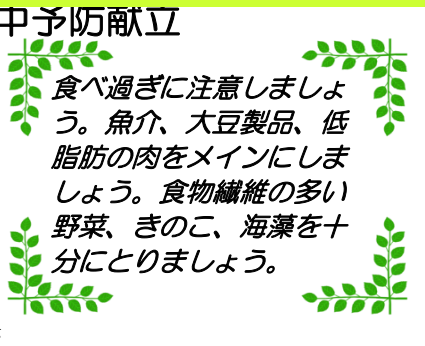 中予防献立
食べ過ぎに注意しましょ
う。魚介、大豆製品、低
脂肪の肉をメインにしま
しょう。食物繊維の多い
野菜、きのこ、海藻を十
分にとりましょう。